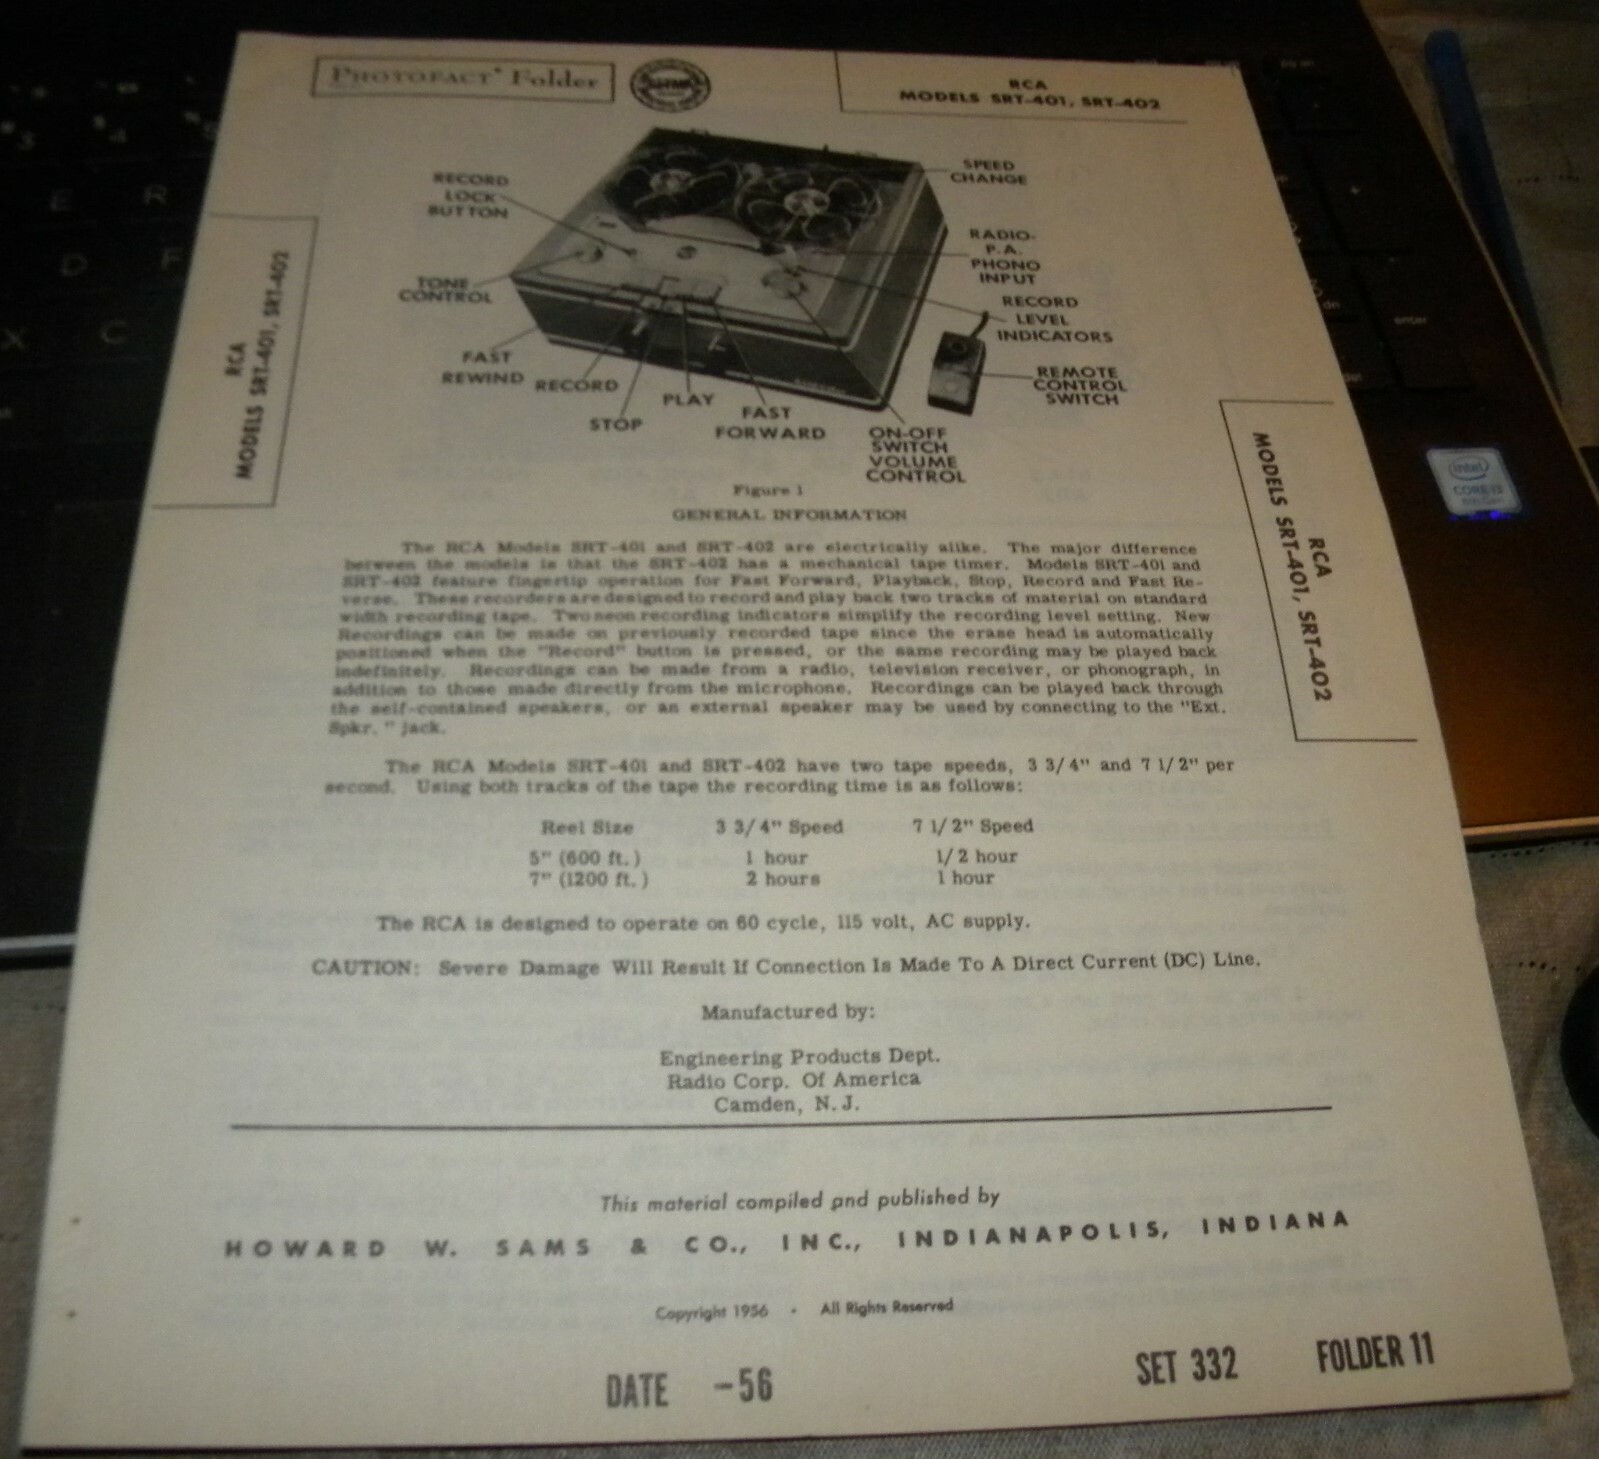 PHOTOFACT* Folder
RCA
MODELS SRT-401, SRT-402
RCA
MODELS SRT-401, SRT-402
RCA
MODELS SRT-401, SRT-402
RECORD
LOCK
BUTTON
TONE
CONTROL
FAST
REWIND
RECORD
STOP
PLAY
FAST
FORWARD
ON-OFF
SWITCH
VOLUME
CONTROL
SPEED
CHANGE
RADIO-
P.A.
PHONO
INPUT
RECORD
LEVEL
INDICATORS
REMOTE
CONTROL
SWITCH
Figure 1
GENERAL INFORMATION
The RCA Models SRT-401 and SRT-402 are electrically alike. The major difference
between the models is that the SRT-402 has a mechanical tape timer. Models SRT-401 and
SRT-402 feature fingertip operation for Fast Forward, Playback, Stop, Record and Fast Re-
verse. These recorders are designed to record and play back two tracks of material on standard
width recording tape. Two neon recording indicators simplify the recording level setting. New
Recordings can be made on previously recorded tape since the erase head is automatically
positioned when the "Record" button is pressed, or the same recording may be played back
indefinitely. Recordings can be made from a radio, television receiver, or phonograph, in
addition to those made directly from the microphone. Recordings can be played back through
the self-contained speakers, or an external speaker may be used by connecting to the "Ext.
Spkr. " jack.
The RCA Models SRT-401 and SRT-402 have two tape speeds, 3 3/4" and 7 1/2" per
second. Using both tracks of the tape the recording time is as follows:
Reel Size 3 3/4" Speed 7 1/2" Speed
5" (600 ft.) 1 hour 1/2 hour
7" (1200 ft.) 2 hours 1 hour
The RCA is designed to operate on 60 cycle, 115 volt, AC supply.
CAUTION: Severe Damage Will Result If Connection Is Made To A Direct Current (DC) Line.
Manufactured by:
Engineering Products Dept.
Radio Corp. Of America
Camden, N. J.
This material compiled and published by
HOWARD W. SAMS & CO., INC., INDIANAPOLIS, INDIANA
Copyright 1956 • All Rights Reserved
DATE -56 SET 332 FOLDER 11
intel
CORE i3
enter
E R
D F
X C